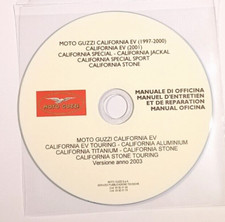 MOTO GUZZI CALIFORNIA EV (1997-2000)
CALIFORNIA EV (2001)
CALIFORNIA SPECIAL - CALIFORNIA JACKAL
CALIFORNIA SPECIAL SPORT
CALIFORNIA STONE
MOTO GUZZI
MANUALE DI OFFICINA
MANUEL D'ENTRETIEN
ET DE REPARATION
MANUAL OFICINA
MOTO GUZZI CALIFORNIA EV
CALIFORNIA EV TOURING - CALIFORNIA ALUMINIUM
CALIFORNIA TITANIUM - CALIFORNIA STONE
CALIFORNIA STONE TOURING
Versione anno 2003